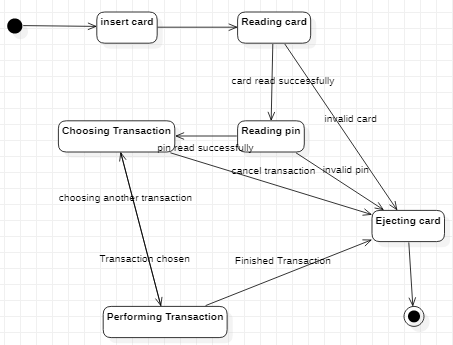 insert card
Reading card
card read successfully
invalid card
Choosing Transaction
Reading pin
pin read successfully
cancel transaction
invalid pin
choosing another transaction
Ejecting card
Transaction chosen
Finished Transaction
Performing Transaction